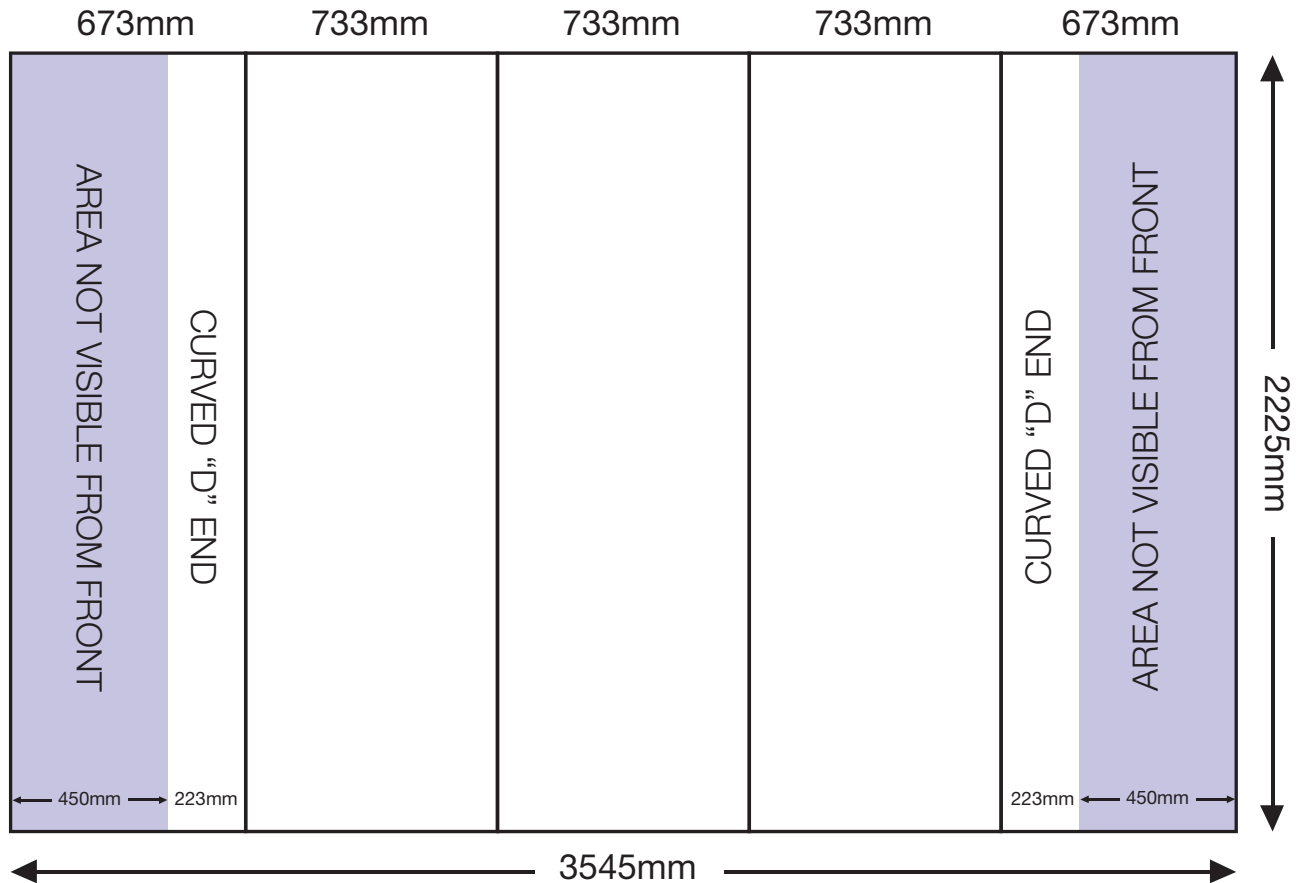 673mm
733mm
733mm
733mm
673mm
AREA NOT VISIBLE FROM FRONT
CURVED “D” END
CURVED “D” END
AREA NOT VISIBLE FROM FRONT
2225mm
450mm
223mm
223mm
450mm
3545mm